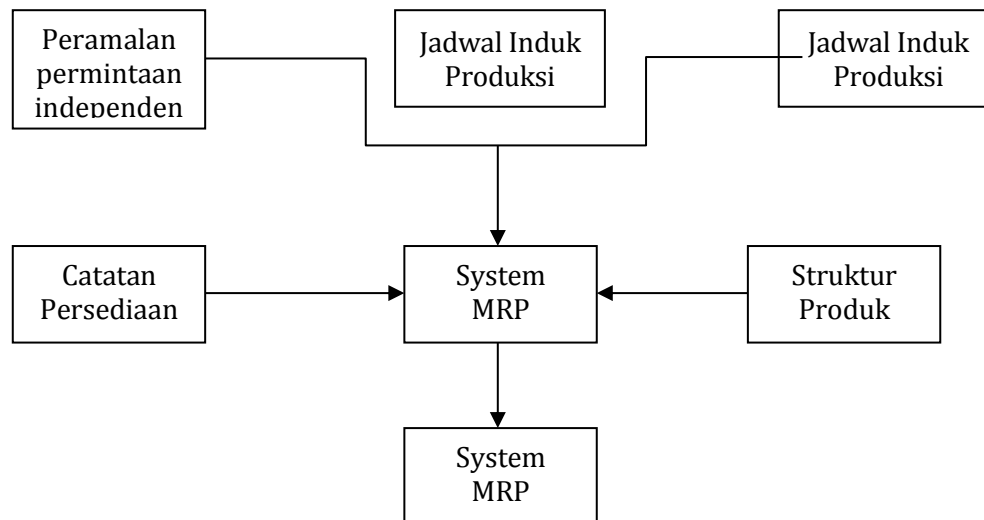 Peramalan
permintaan
independen
Jadwal Induk
Produksi
Jadwal Induk
Produksi
Catatan
Persediaan
System
MRP
Struktur
Produk
System
MRP